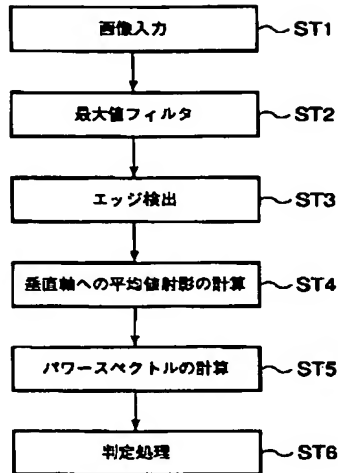 画像入力 ST1
最大値フィルタ ST2
エッジ検出 ST3
垂直軸への平均値射影の計算 ST4
パワースペクトルの計算 ST5
判定処理 ST6